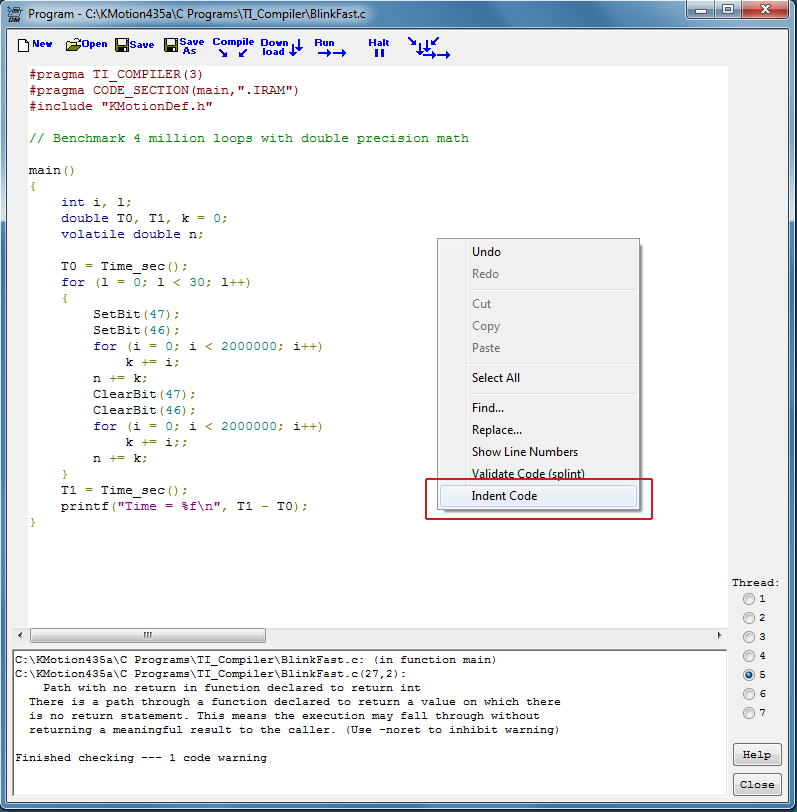 Program - C:\KMotion435a\C Programs\TI_Compiler\BlinkFast.c
New Open Save Save As Compile Down load Run Halt
#pragma TI_COMPILER(3)
#pragma CODE_SECTION(main,".IRAM")
#include "KMotionDef.h"
// Benchmark 4 million loops with double precision math
main()
{
    int i, l;
    double T0, T1, k = 0;
    volatile double n;
    T0 = Time_sec();
    for (l = 0; l < 30; l++)
    {
        SetBit(47);
        SetBit(46);
        for (i = 0; i < 2000000; i++)
            k += i;
        n += k;
        ClearBit(47);
        ClearBit(46);
        for (i = 0; i < 2000000; i++)
            k += i;;
        n += k;
    }
    T1 = Time_sec();
    printf("Time = %f\n", T1 - T0);
}
Undo
Redo
Cut
Copy
Paste
Select All
Find...
Replace...
Show Line Numbers
Validate Code (splint)
Indent Code
Thread:
1
2
3
4
5
6
7
C:\KMotion435a\C Programs\TI_Compiler\BlinkFast.c: (in function main)
C:\KMotion435a\C Programs\TI_Compiler\BlinkFast.c(27,2):
    Path with no return in function declared to return int
  There is a path through a function declared to return a value on which there
  is no return statement. This means the execution may fall through without
  returning a meaningful result to the caller. (Use -noret to inhibit warning)
Finished checking --- 1 code warning
Help
Close